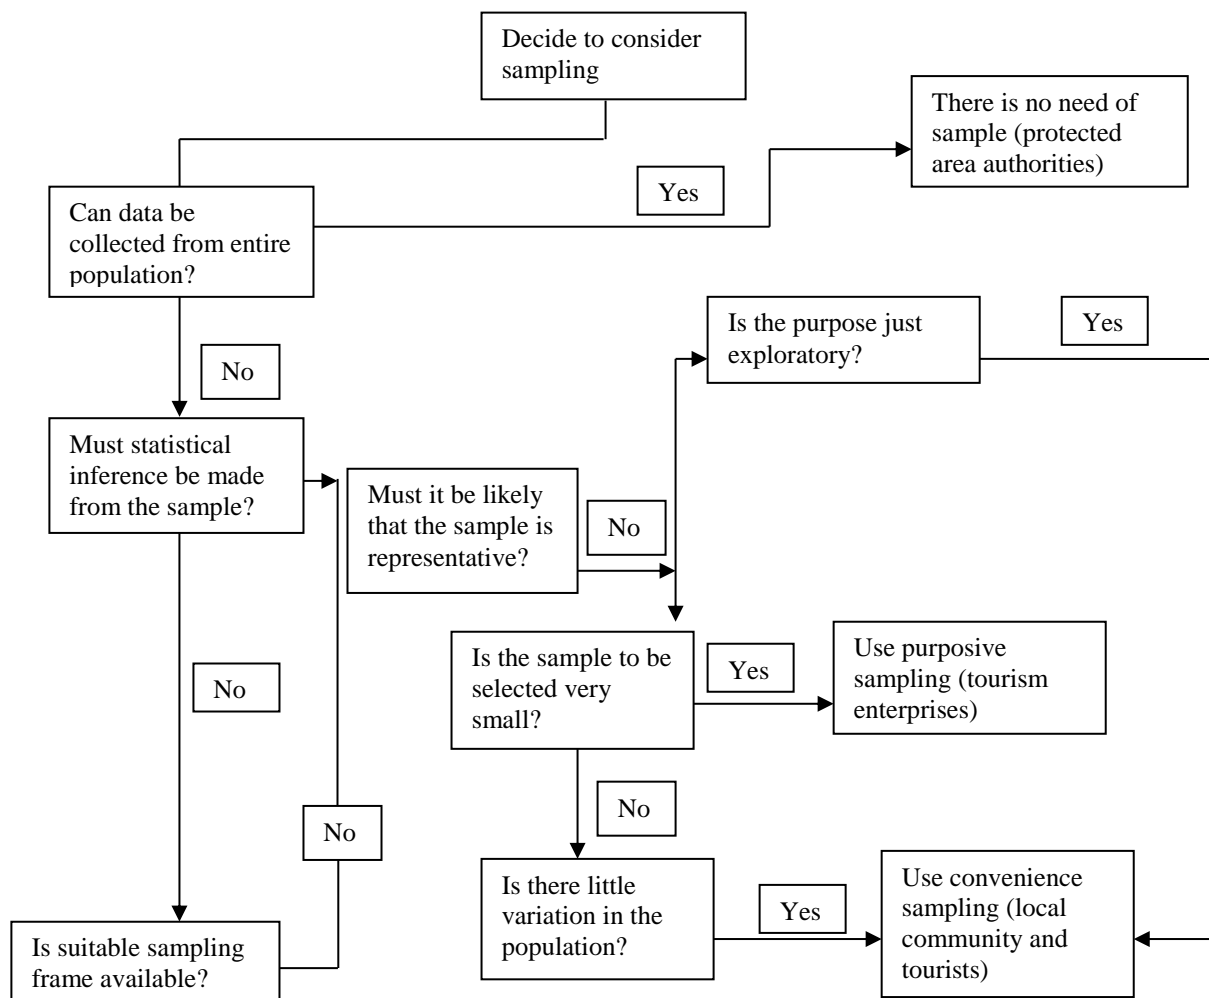 Decide to consider
sampling
There is no need of
sample (protected
area authorities)
Yes
Can data be
collected from entire
population?
Is the purpose just
exploratory?
Yes
No
Must statistical
inference be made
from the sample?
Must it be likely
that the sample is
representative?
No
Is the sample to be
selected very
small?
Yes
Use purposive
sampling (tourism
enterprises)
No
No
No
Is there little
variation in the
population?
Yes
Use convenience
sampling (local
community and
tourists)
Is suitable sampling
frame available?